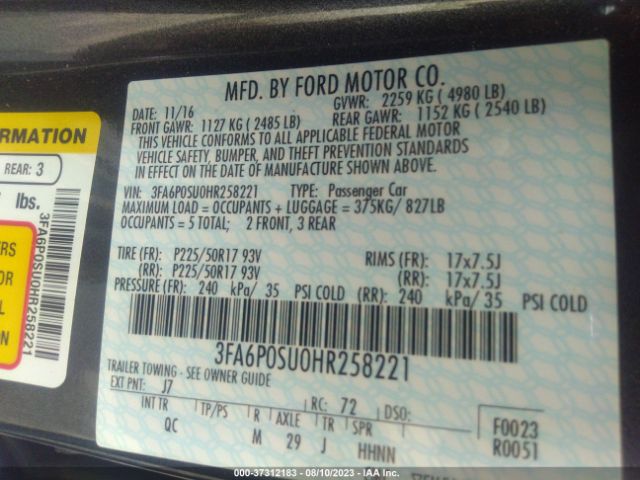 MFD. BY FORD MOTOR CO.
DATE: 11/16
GVWR: 2259 KG ( 4980 LB)
FRONT GAWR: 1127 KG ( 2485 LB)
REAR GAWR: 1152 KG ( 2540 LB)
THIS VEHICLE CONFORMS TO ALL APPLICABLE FEDERAL MOTOR
VEHICLE SAFETY, BUMPER, AND THEFT PREVENTION STANDARDS
IN EFFECT ON THE DATE OF MANUFACTURE SHOWN ABOVE.
VIN: 3FA6P0SU0HR258221 TYPE: Passenger Car
MAXIMUM LOAD = OCCUPANTS + LUGGAGE = 375KG/ 827LB
OCCUPANTS = 5 TOTAL; 2 FRONT, 3 REAR
TIRE (FR): P225/50R17 93V RIMS (FR): 17x7.5J
(RR): P225/50R17 93V (RR): 17x7.5J
PRESSURE (FR): 240 kPa/ 35 PSI COLD (RR): 240 kPa/ 35 PSI COLD
3FA6P0SU0HR258221
TRAILER TOWING - SEE OWNER GUIDE
EXT PNT: J7 RC: 72 DSO: F0023
INT TR TP/PS R AXLE TR SPR R0051
QC M 29 J HHNN
ORMATION
REAR: 3
lbs.
3FA6P0SU0HR258221
ERS
OR
L
N
000-37312183 - 08/10/2023 - IAA Inc.